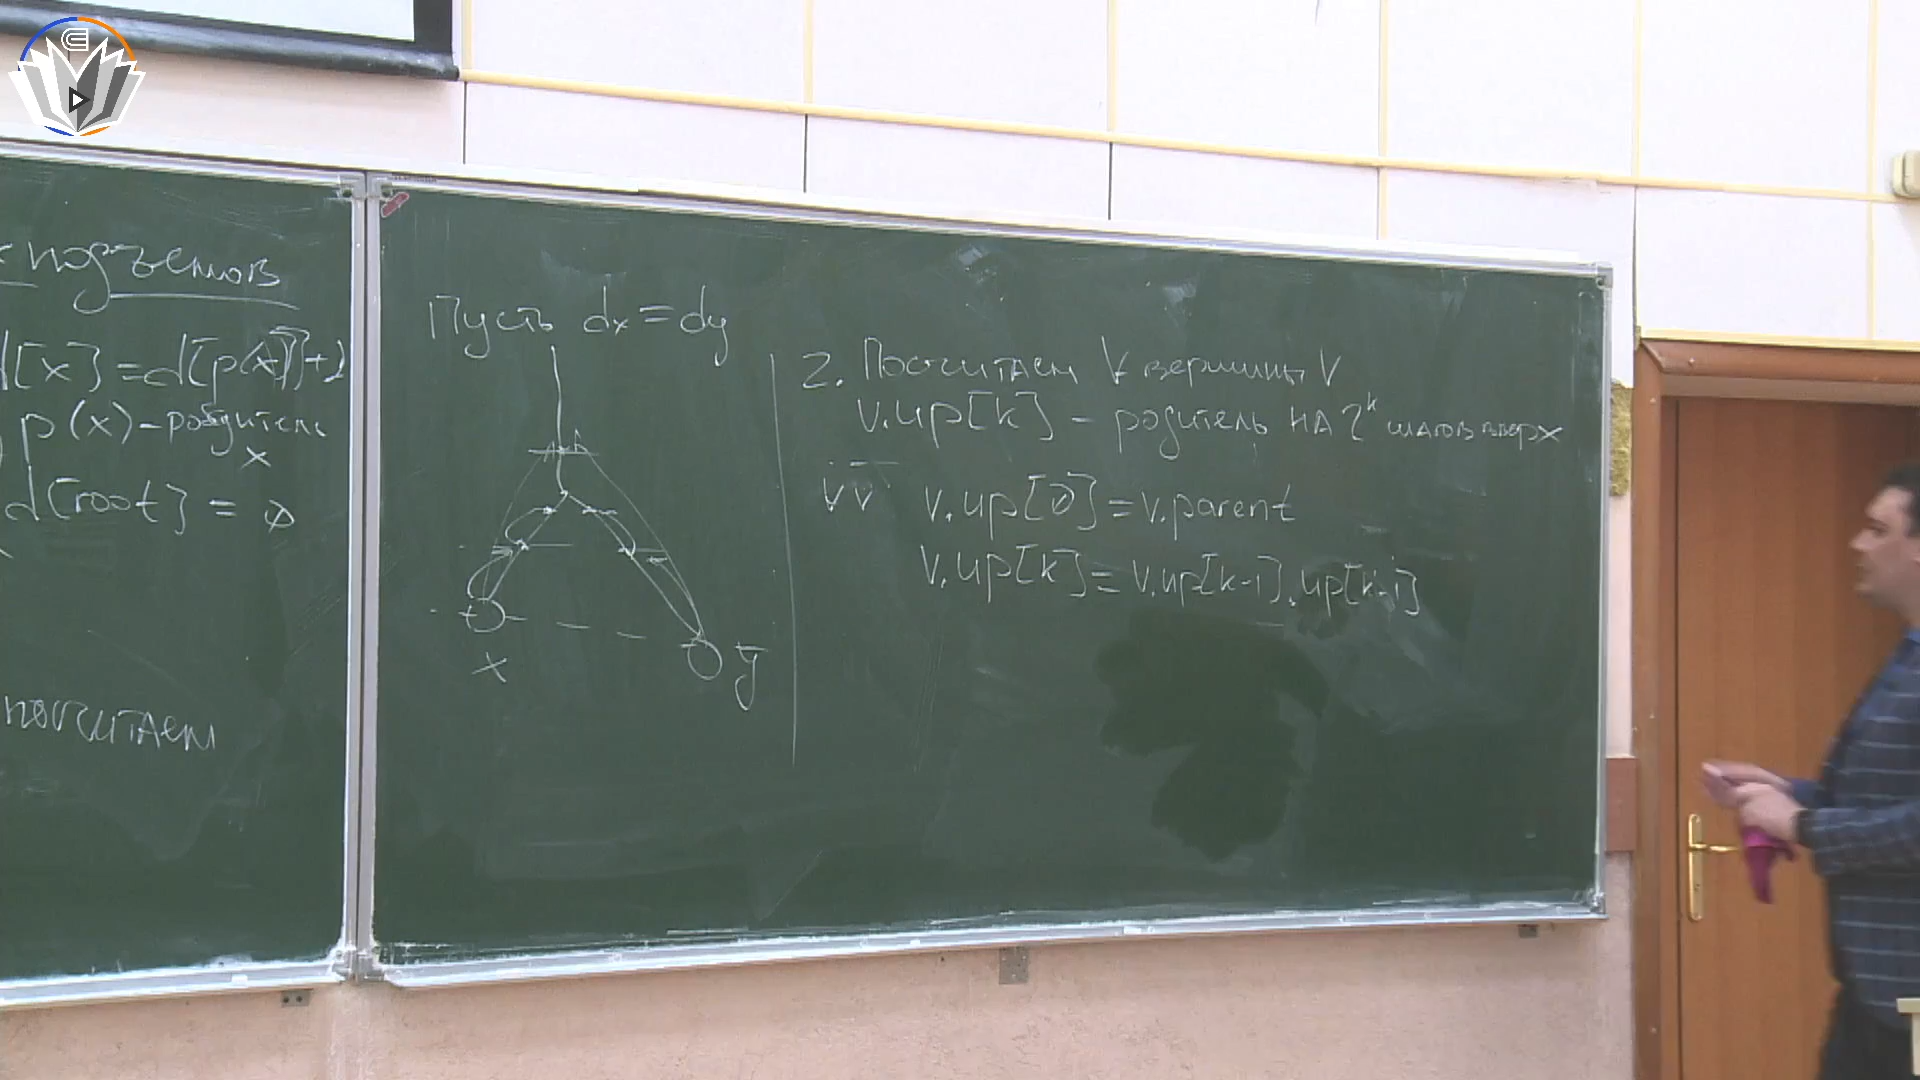 подъемов
d[x]=d[p(x)]+1
p(x)-родитель
x
d[root] = 0
посчитаем
Пусть dx = dy
x
y
2. Посчитаем ∀ вершины V
v.up[k] - родитель НА 2^k шагов вверх
∀v v.up[0]=v.parent
v.up[k]=v.up[k-1].up[k-1]